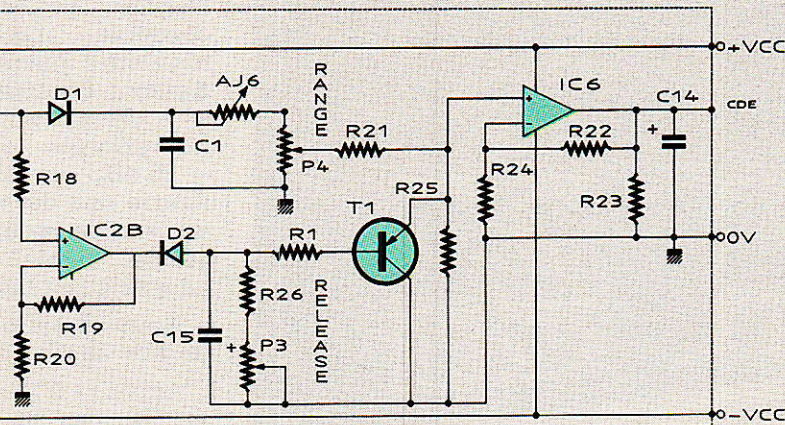 +VCC
D1
AJ6
RANGE
IC6
C14
CDE
C1
P4
R21
R22
R18
R24
R25
R23
T1
IC2B
D2
R1
0V
R26
RELEASE
R19
C15
P3
R20
-VCC